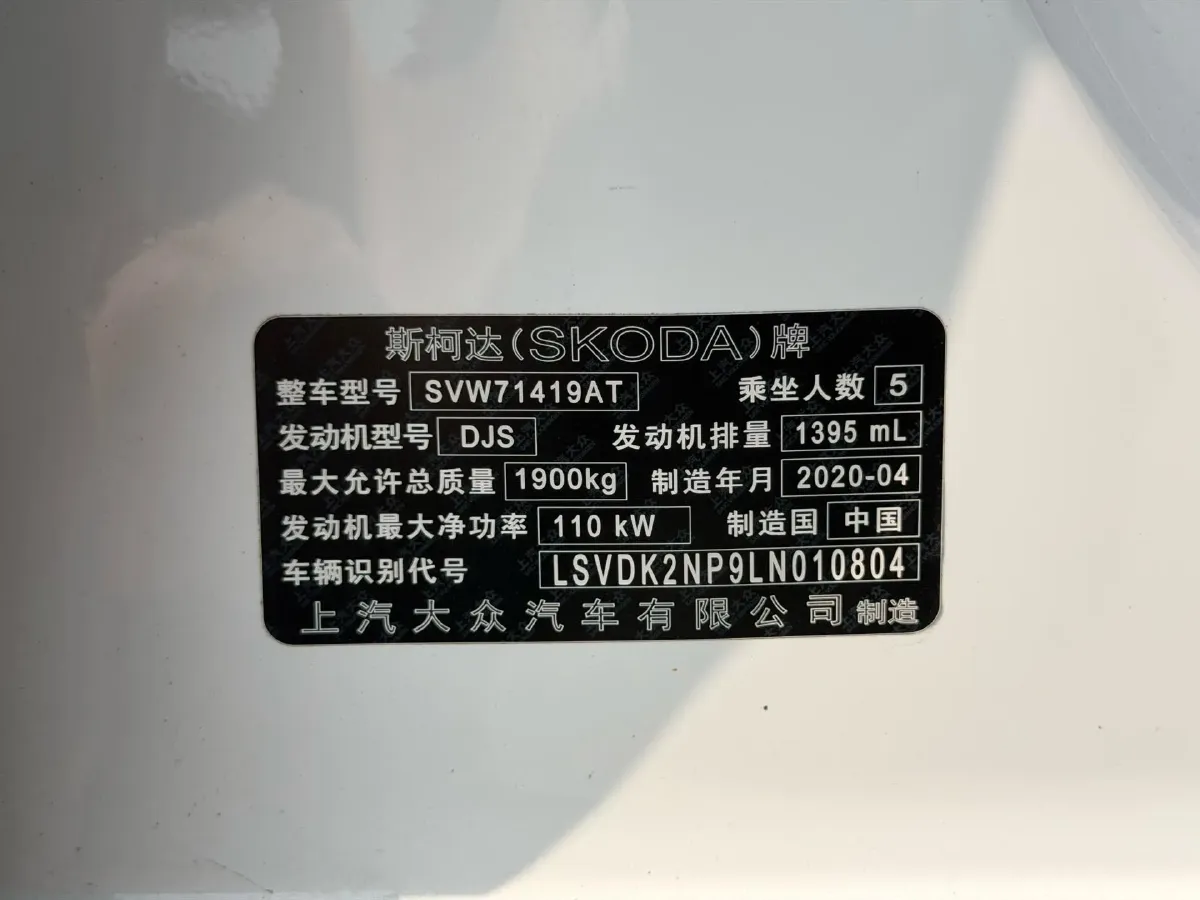 斯柯达(SKODA)牌
整车型号 SVW71419AT 乘坐人数 5
发动机型号 DJS 发动机排量 1395 mL
最大允许总质量 1900kg 制造年月 2020-04
发动机最大净功率 110 kW 制造国 中国
车辆识别代号 LSVDK2NP9LN010804
上汽大众汽车有限公司 制造